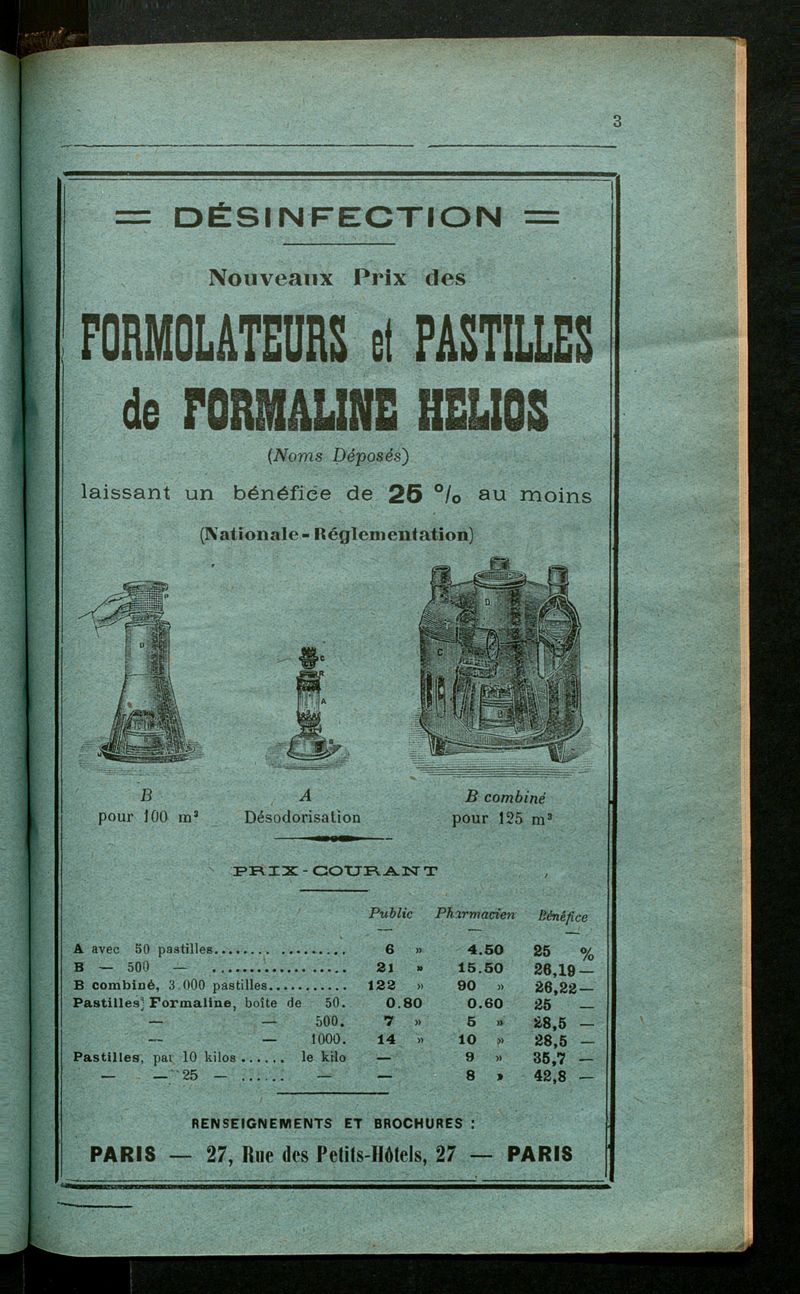 3
= DÉSINFECTION =
Nouveaux Prix des
FORMOLATEURS et PASTILLES
de FORMALINE HELIOS
(Noms Déposés)
laissant un bénéfice de 25 % au moins
(Nationale-Réglementation)
B A B combiné
pour 100 m³ Désodorisation pour 125 m³
PRIX-COURANT
Public Pharmacien Bénéfice
A avec 50 pastilles.................. 6 » 4.50 25 %
B — 500 — .................. 21 » 15.50 26,19 —
B combiné, 3.000 pastilles........... 122 » 90 » 26,22 —
Pastilles Formaline, boîte de 50. 0.80 0.60 25 —
— — 500. 7 » 5 » 28,5 —
— — 1000. 14 » 10 » 28,5 —
Pastilles, par 10 kilos...... le kilo — 9 » 35,7 —
— — 25 — ...... — — 8 » 42,8 —
RENSEIGNEMENTS ET BROCHURES :
PARIS — 27, Rue des Petits-Hôtels, 27 — PARIS